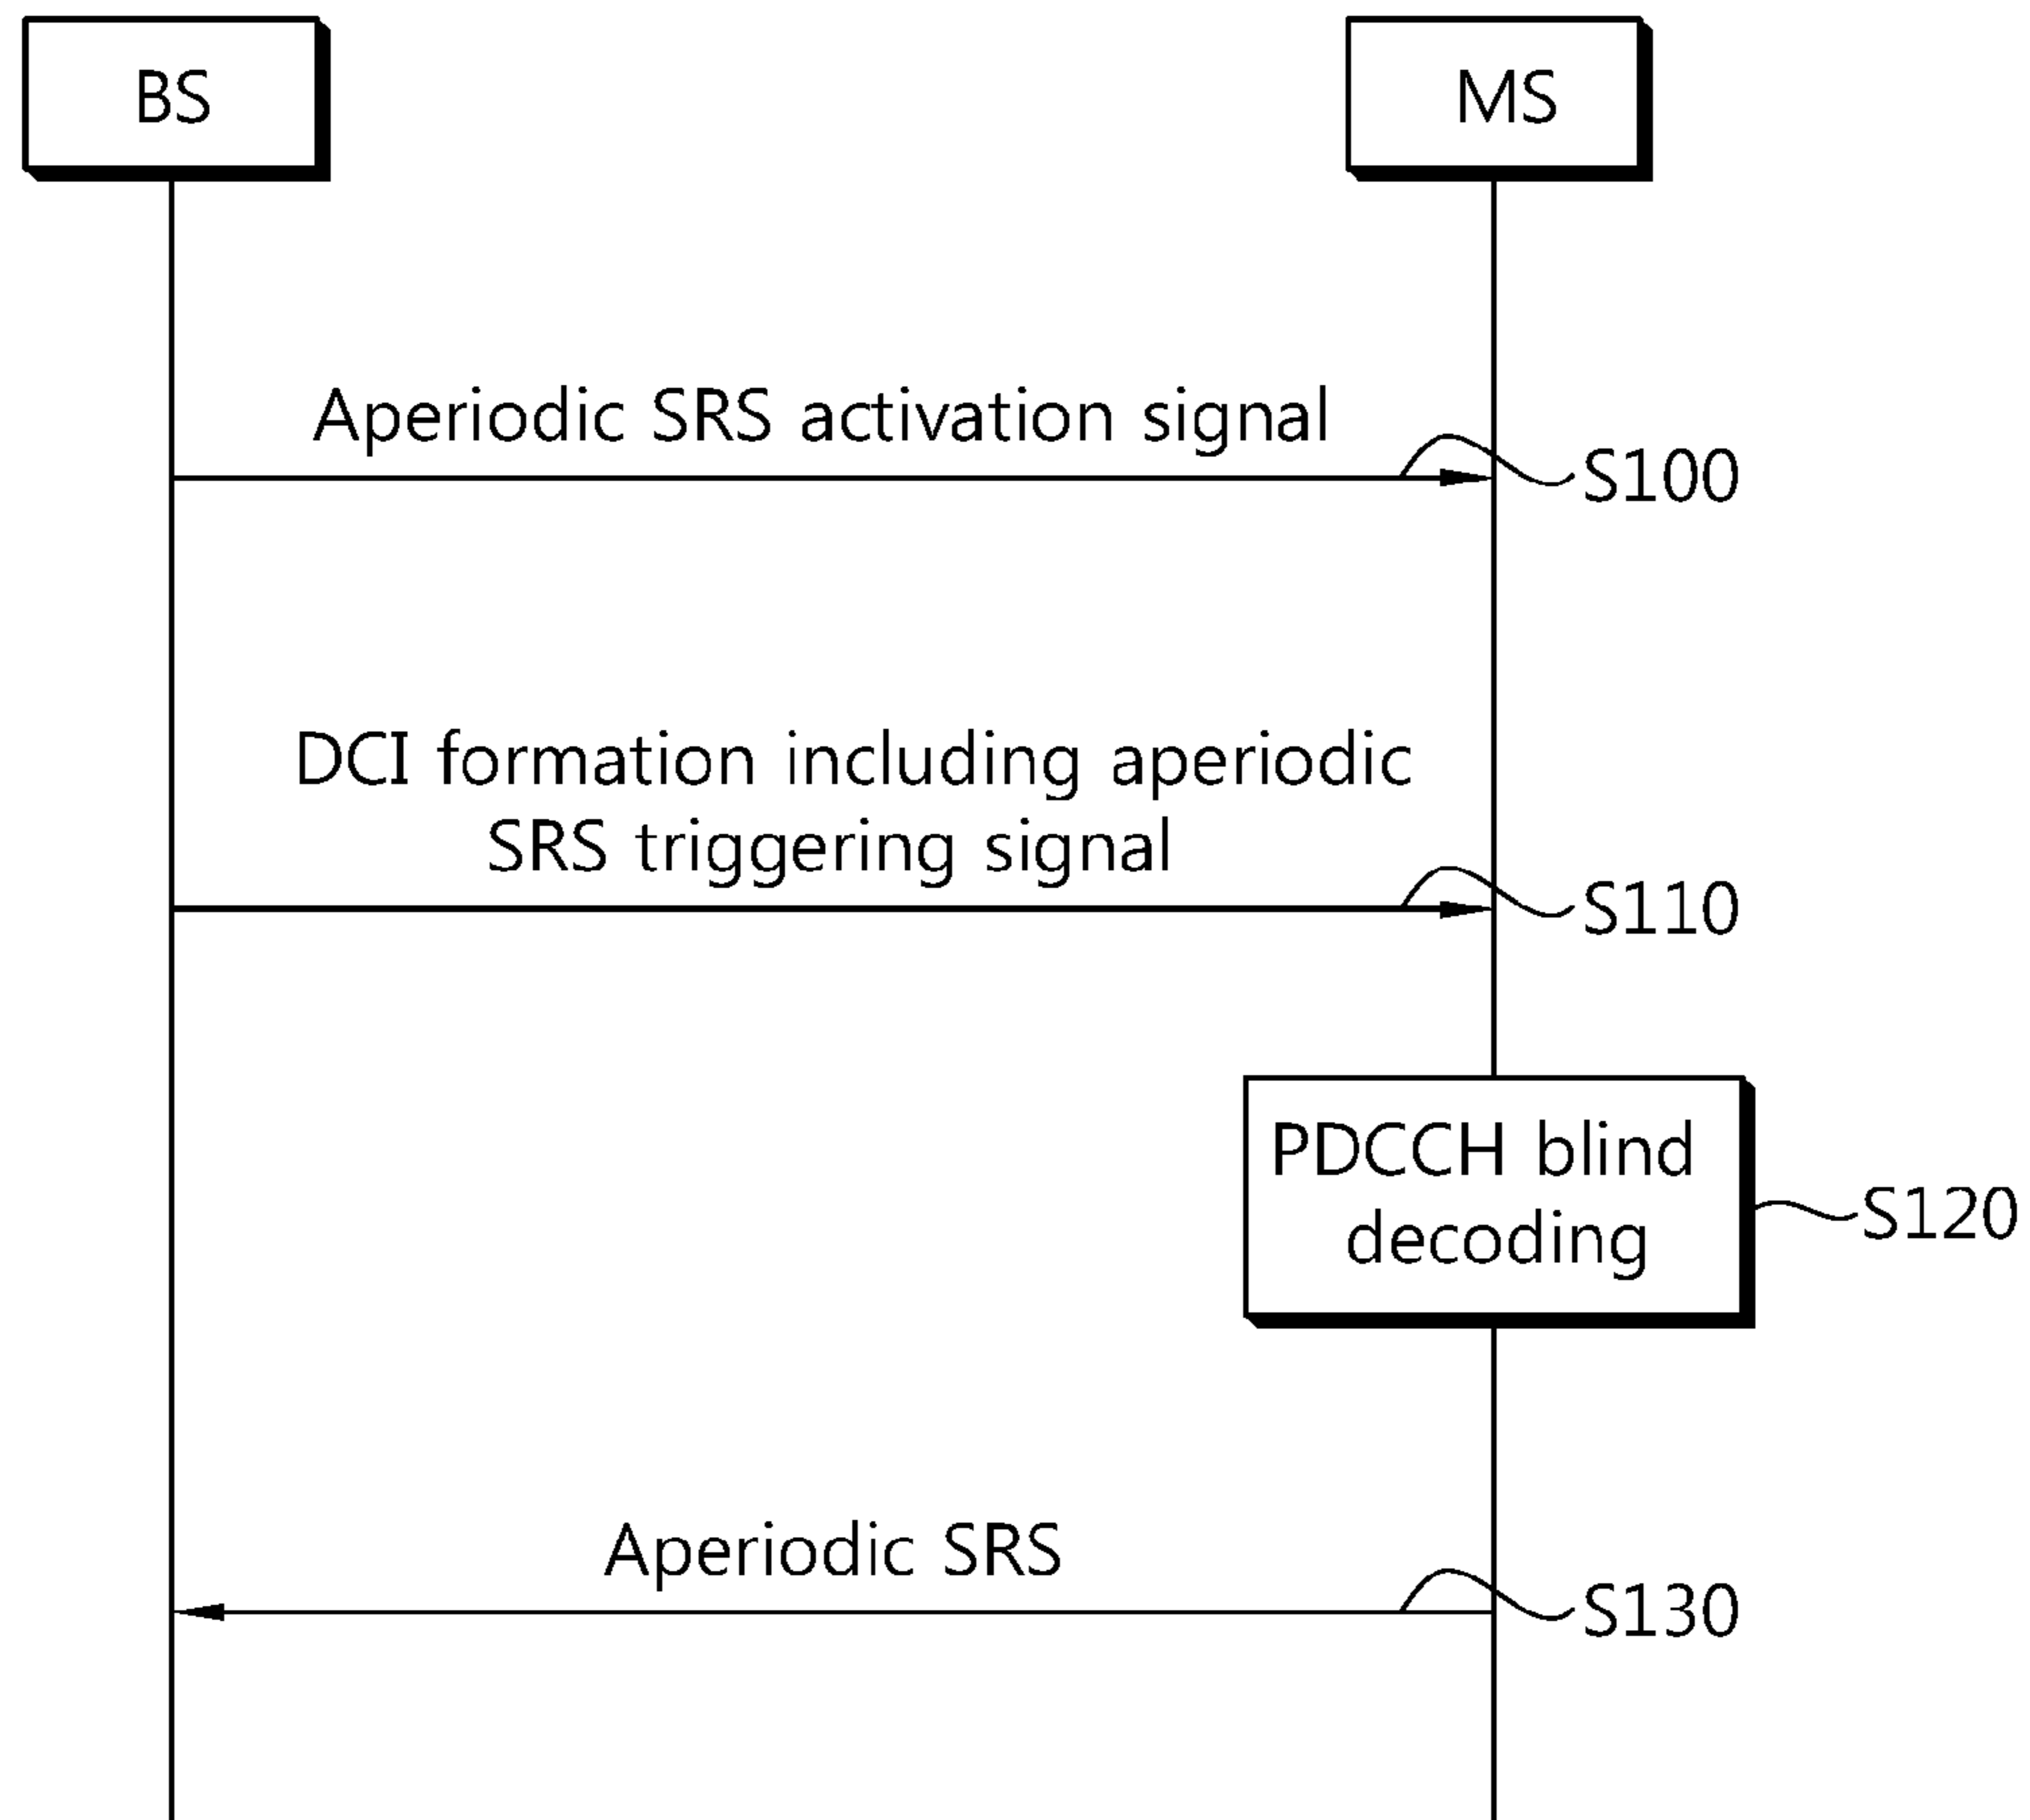 BS
MS
Aperiodic SRS activation signal
S100
DCI formation including aperiodic
SRS triggering signal
S110
PDCCH blind
decoding
S120
Aperiodic SRS
S130